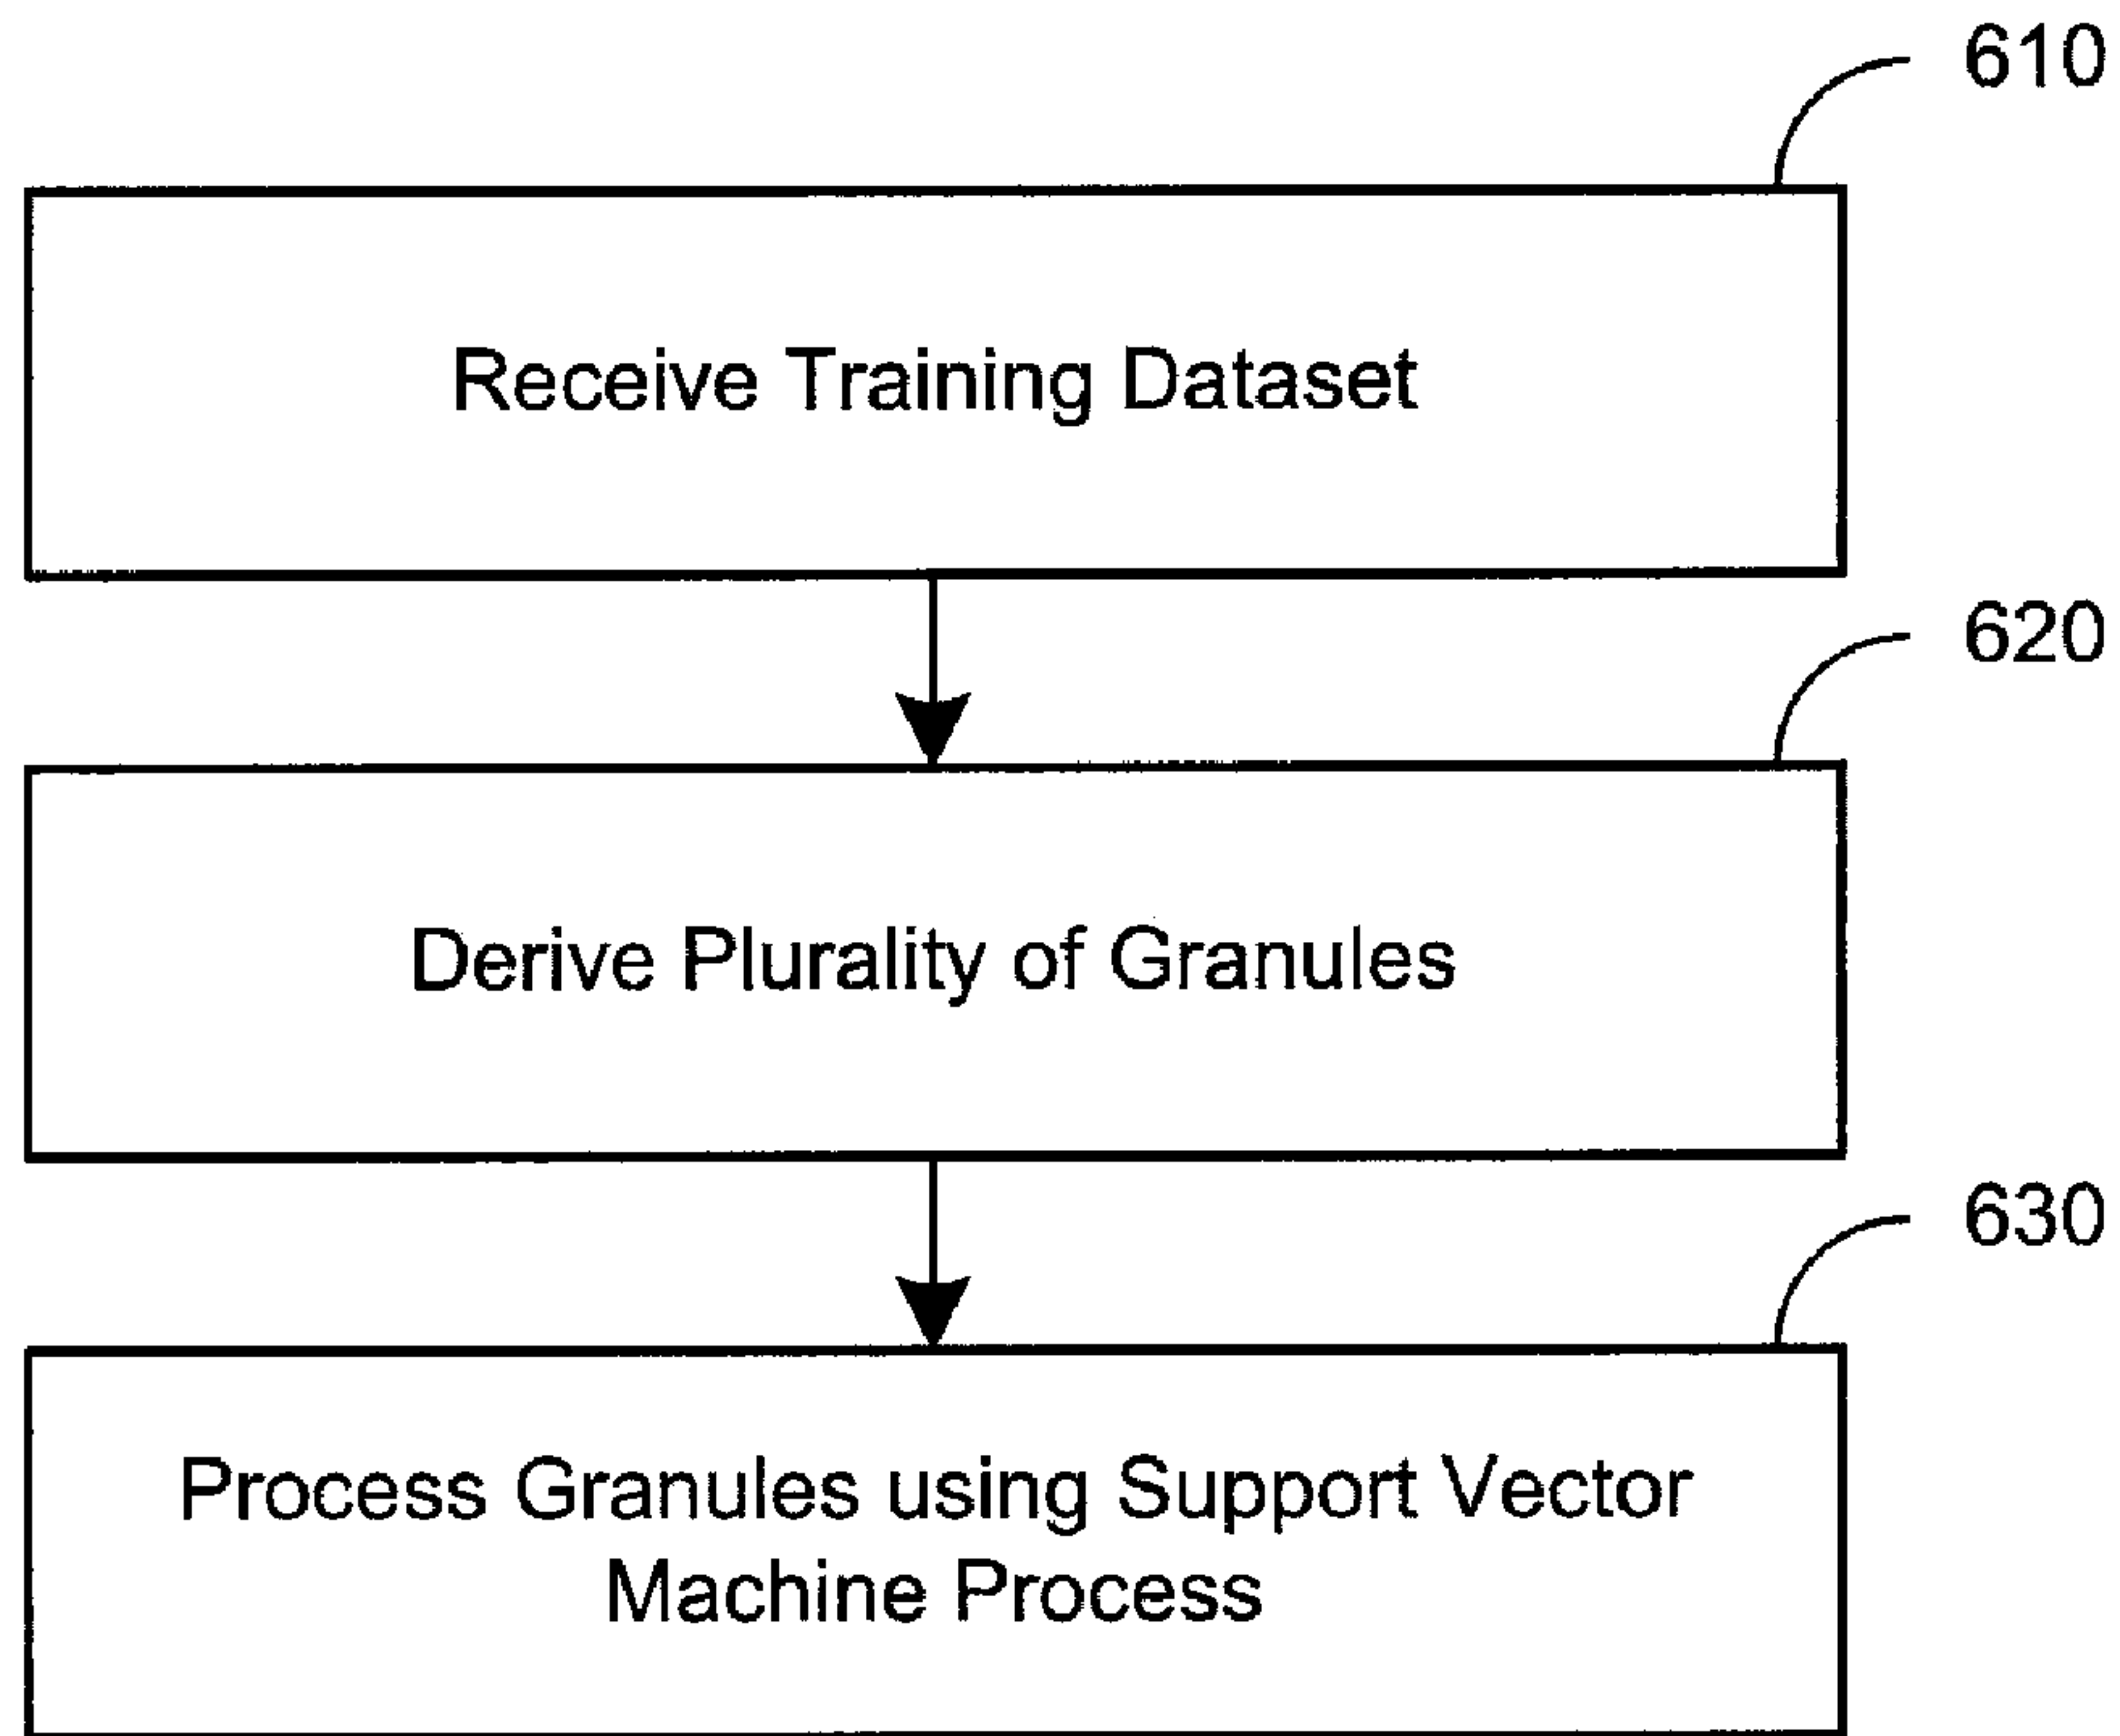 610
Receive Training Dataset
620
Derive Plurality of Granules
630
Process Granules using Support Vector
Machine Process